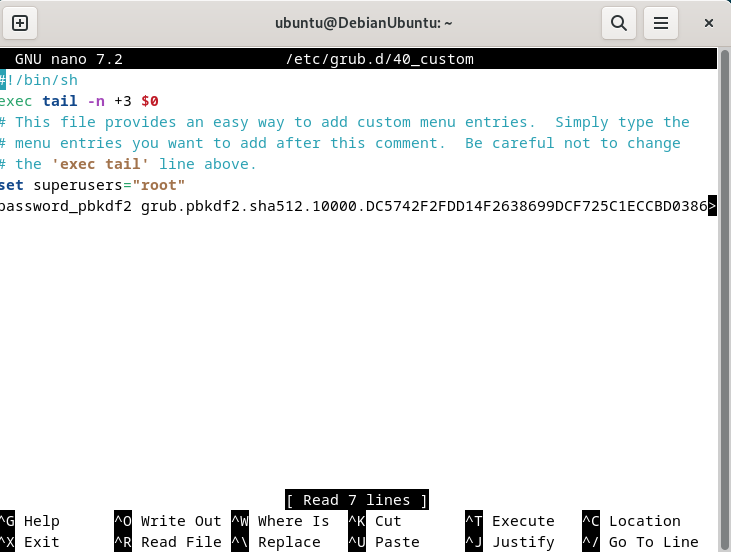 ubuntu@DebianUbuntu: ~
GNU nano 7.2 /etc/grub.d/40_custom
#!/bin/sh
exec tail -n +3 $0
# This file provides an easy way to add custom menu entries.  Simply type the
# menu entries you want to add after this comment.  Be careful not to change
# the 'exec tail' line above.
set superusers="root"
password_pbkdf2 grub.pbkdf2.sha512.10000.DC5742F2FDD14F2638699DCF725C1ECCBD0386>
[ Read 7 lines ]
^G Help ^O Write Out ^W Where Is ^K Cut ^T Execute ^C Location
^X Exit ^R Read File ^\ Replace ^U Paste ^J Justify ^/ Go To Line